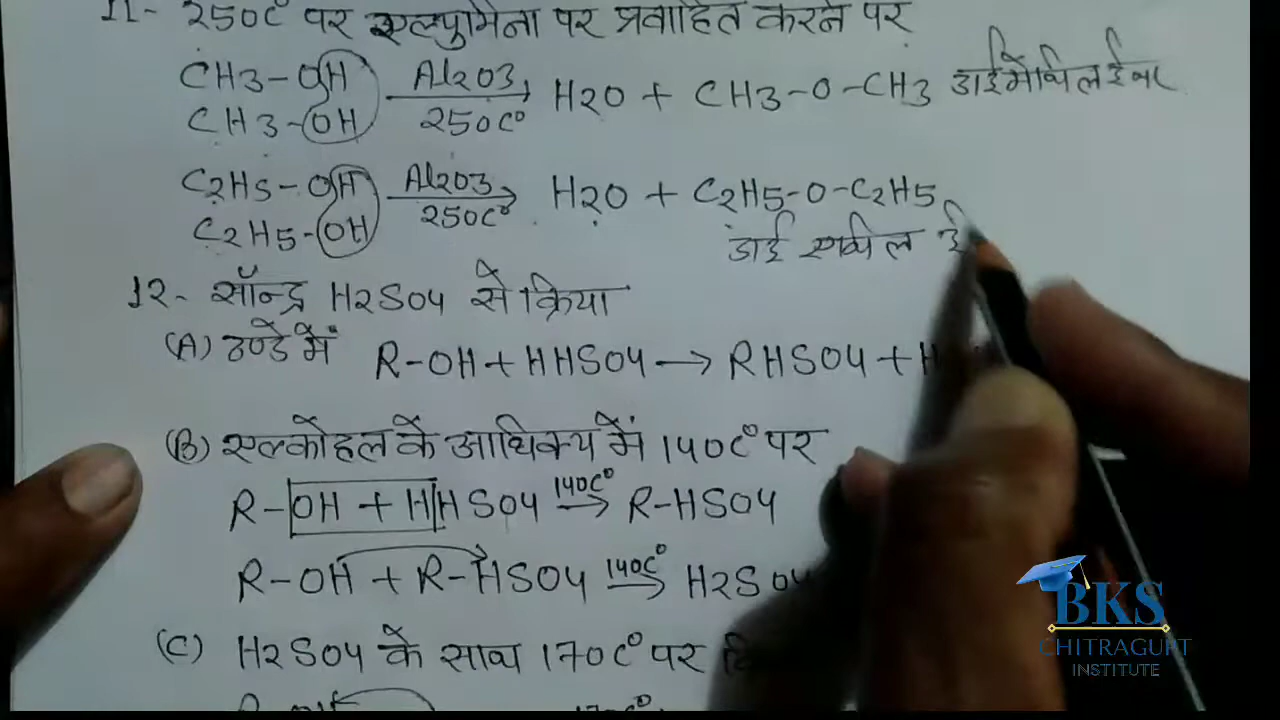 11- 250C° पर एल्युमिना पर प्रवाहित करने पर
CH3-OH
CH3-OH
Al2O3
250C°
H2O + CH3-O-CH3 डाईमेथिल ईथर
C2H5-OH
C2H5-OH
Al2O3
250C°
H2O + C2H5-O-C2H5
डाई एथील ई
12- सॉन्द्र H2SO4 से क्रिया
(A) ठण्डे में R-OH + HHSO4 → RHSO4 + H
(B) एल्कोहल के आधिक्य में 140C° पर
R-OH + HHSO4 140C° → R-HSO4
R-OH + R-HSO4 140C° → H2SO4
(C) H2SO4 के साथ 170C° पर
BKS
CHITRAGUPT
INSTITUTE